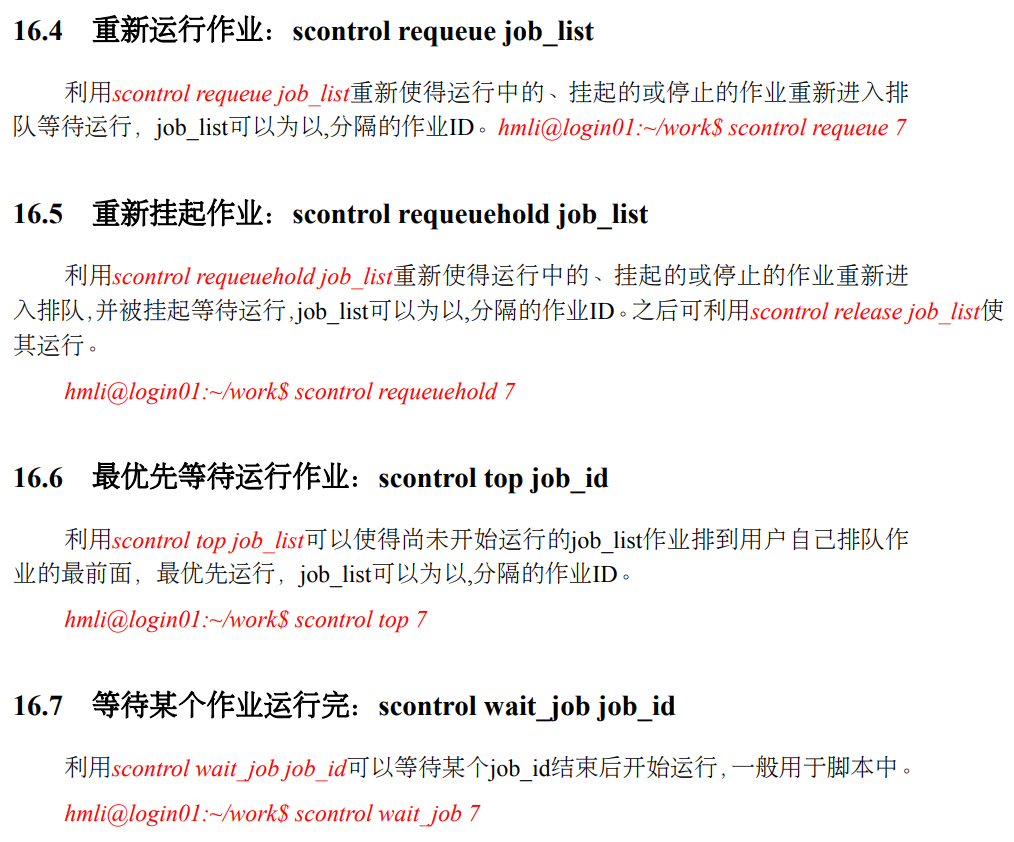 16.4 重新运行作业：scontrol requeue job_list
利用scontrol requeue job_list重新使得运行中的、挂起的或停止的作业重新进入排
队等待运行，job_list可以为以,分隔的作业ID。hmli@login01:~/work$ scontrol requeue 7
16.5 重新挂起作业：scontrol requeuehold job_list
利用scontrol requeuehold job_list重新使得运行中的、挂起的或停止的作业重新进
入排队,并被挂起等待运行,job_list可以为以,分隔的作业ID。之后可利用scontrol release job_list使
其运行。
hmli@login01:~/work$ scontrol requeuehold 7
16.6 最优先等待运行作业：scontrol top job_id
利用scontrol top job_list可以使得尚未开始运行的job_list作业排到用户自己排队作
业的最前面，最优先运行，job_list可以为以,分隔的作业ID。
hmli@login01:~/work$ scontrol top 7
16.7 等待某个作业运行完：scontrol wait_job job_id
利用scontrol wait_job job_id可以等待某个job_id结束后开始运行,一般用于脚本中。
hmli@login01:~/work$ scontrol wait_job 7